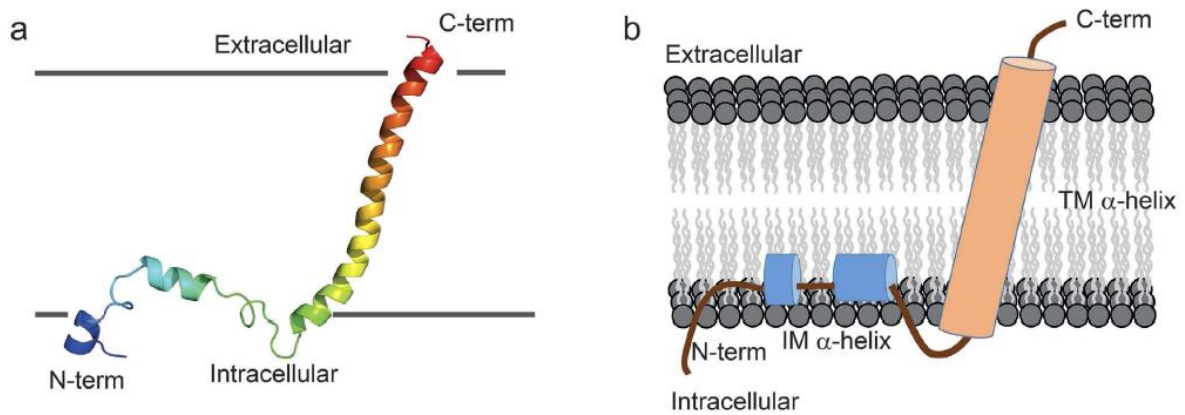 a
C-term
Extracellular
N-term
Intracellular
b
C-term
Extracellular
TM α-helix
N-term
IM α-helix
Intracellular